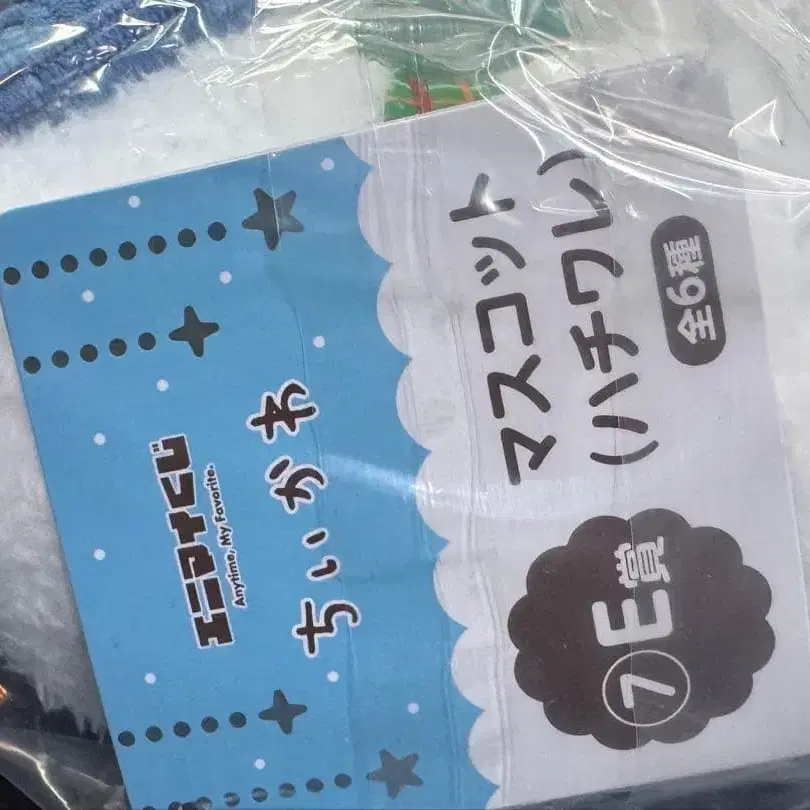 エニマイくじ
Anytime, My Favorite.
ちいかわ
⑦E賞
マスコット
(ハチワレ)
全6種